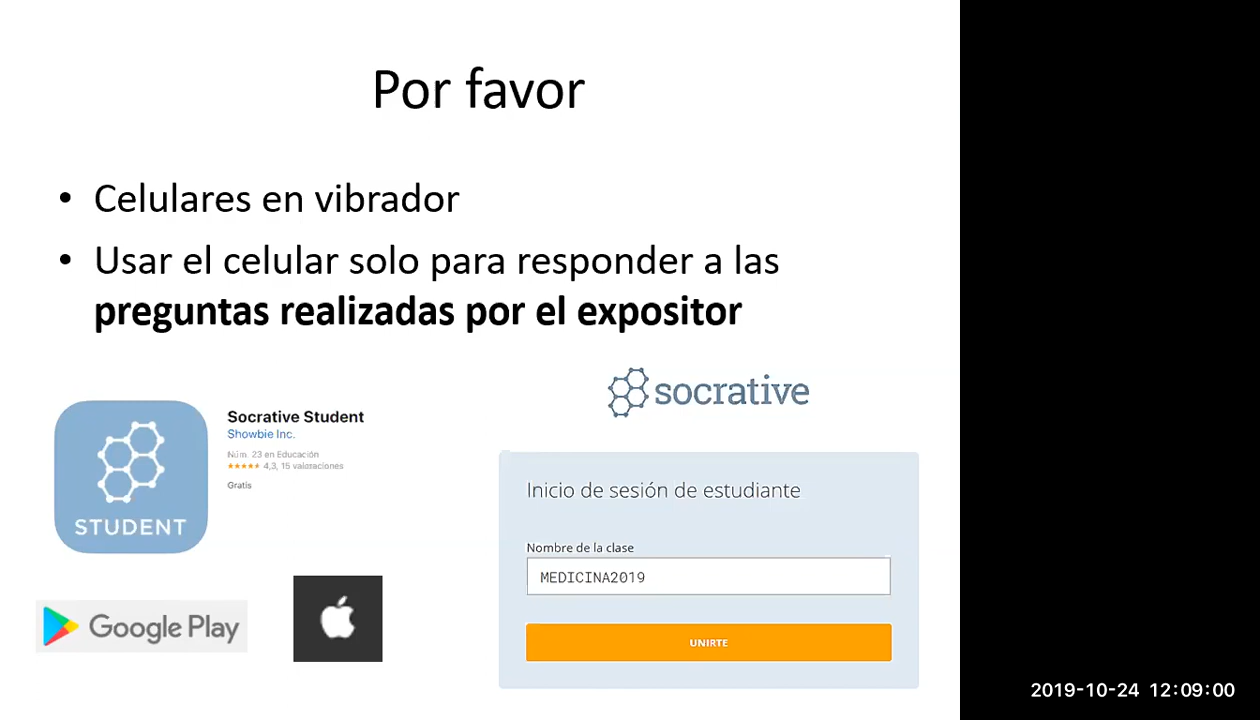 Por favor
• Celulares en vibrador
• Usar el celular solo para responder a las
preguntas realizadas por el expositor
socrative
Socrative Student
Showbie Inc.
Núm. 23 en Educación
★★★★★ 4,3, 15 valoraciones
Gratis
STUDENT
Google Play
Inicio de sesión de estudiante
Nombre de la clase
MEDICINA2019
UNIRTE
2019-10-24 12:09:00